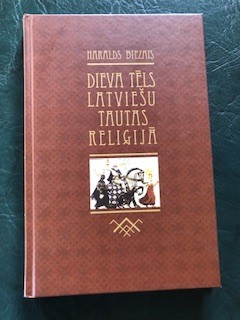 HARALDS BIEZAIS
DIEVA TĒLS
LATVIEŠU
TAUTAS
RELIĢIJĀ